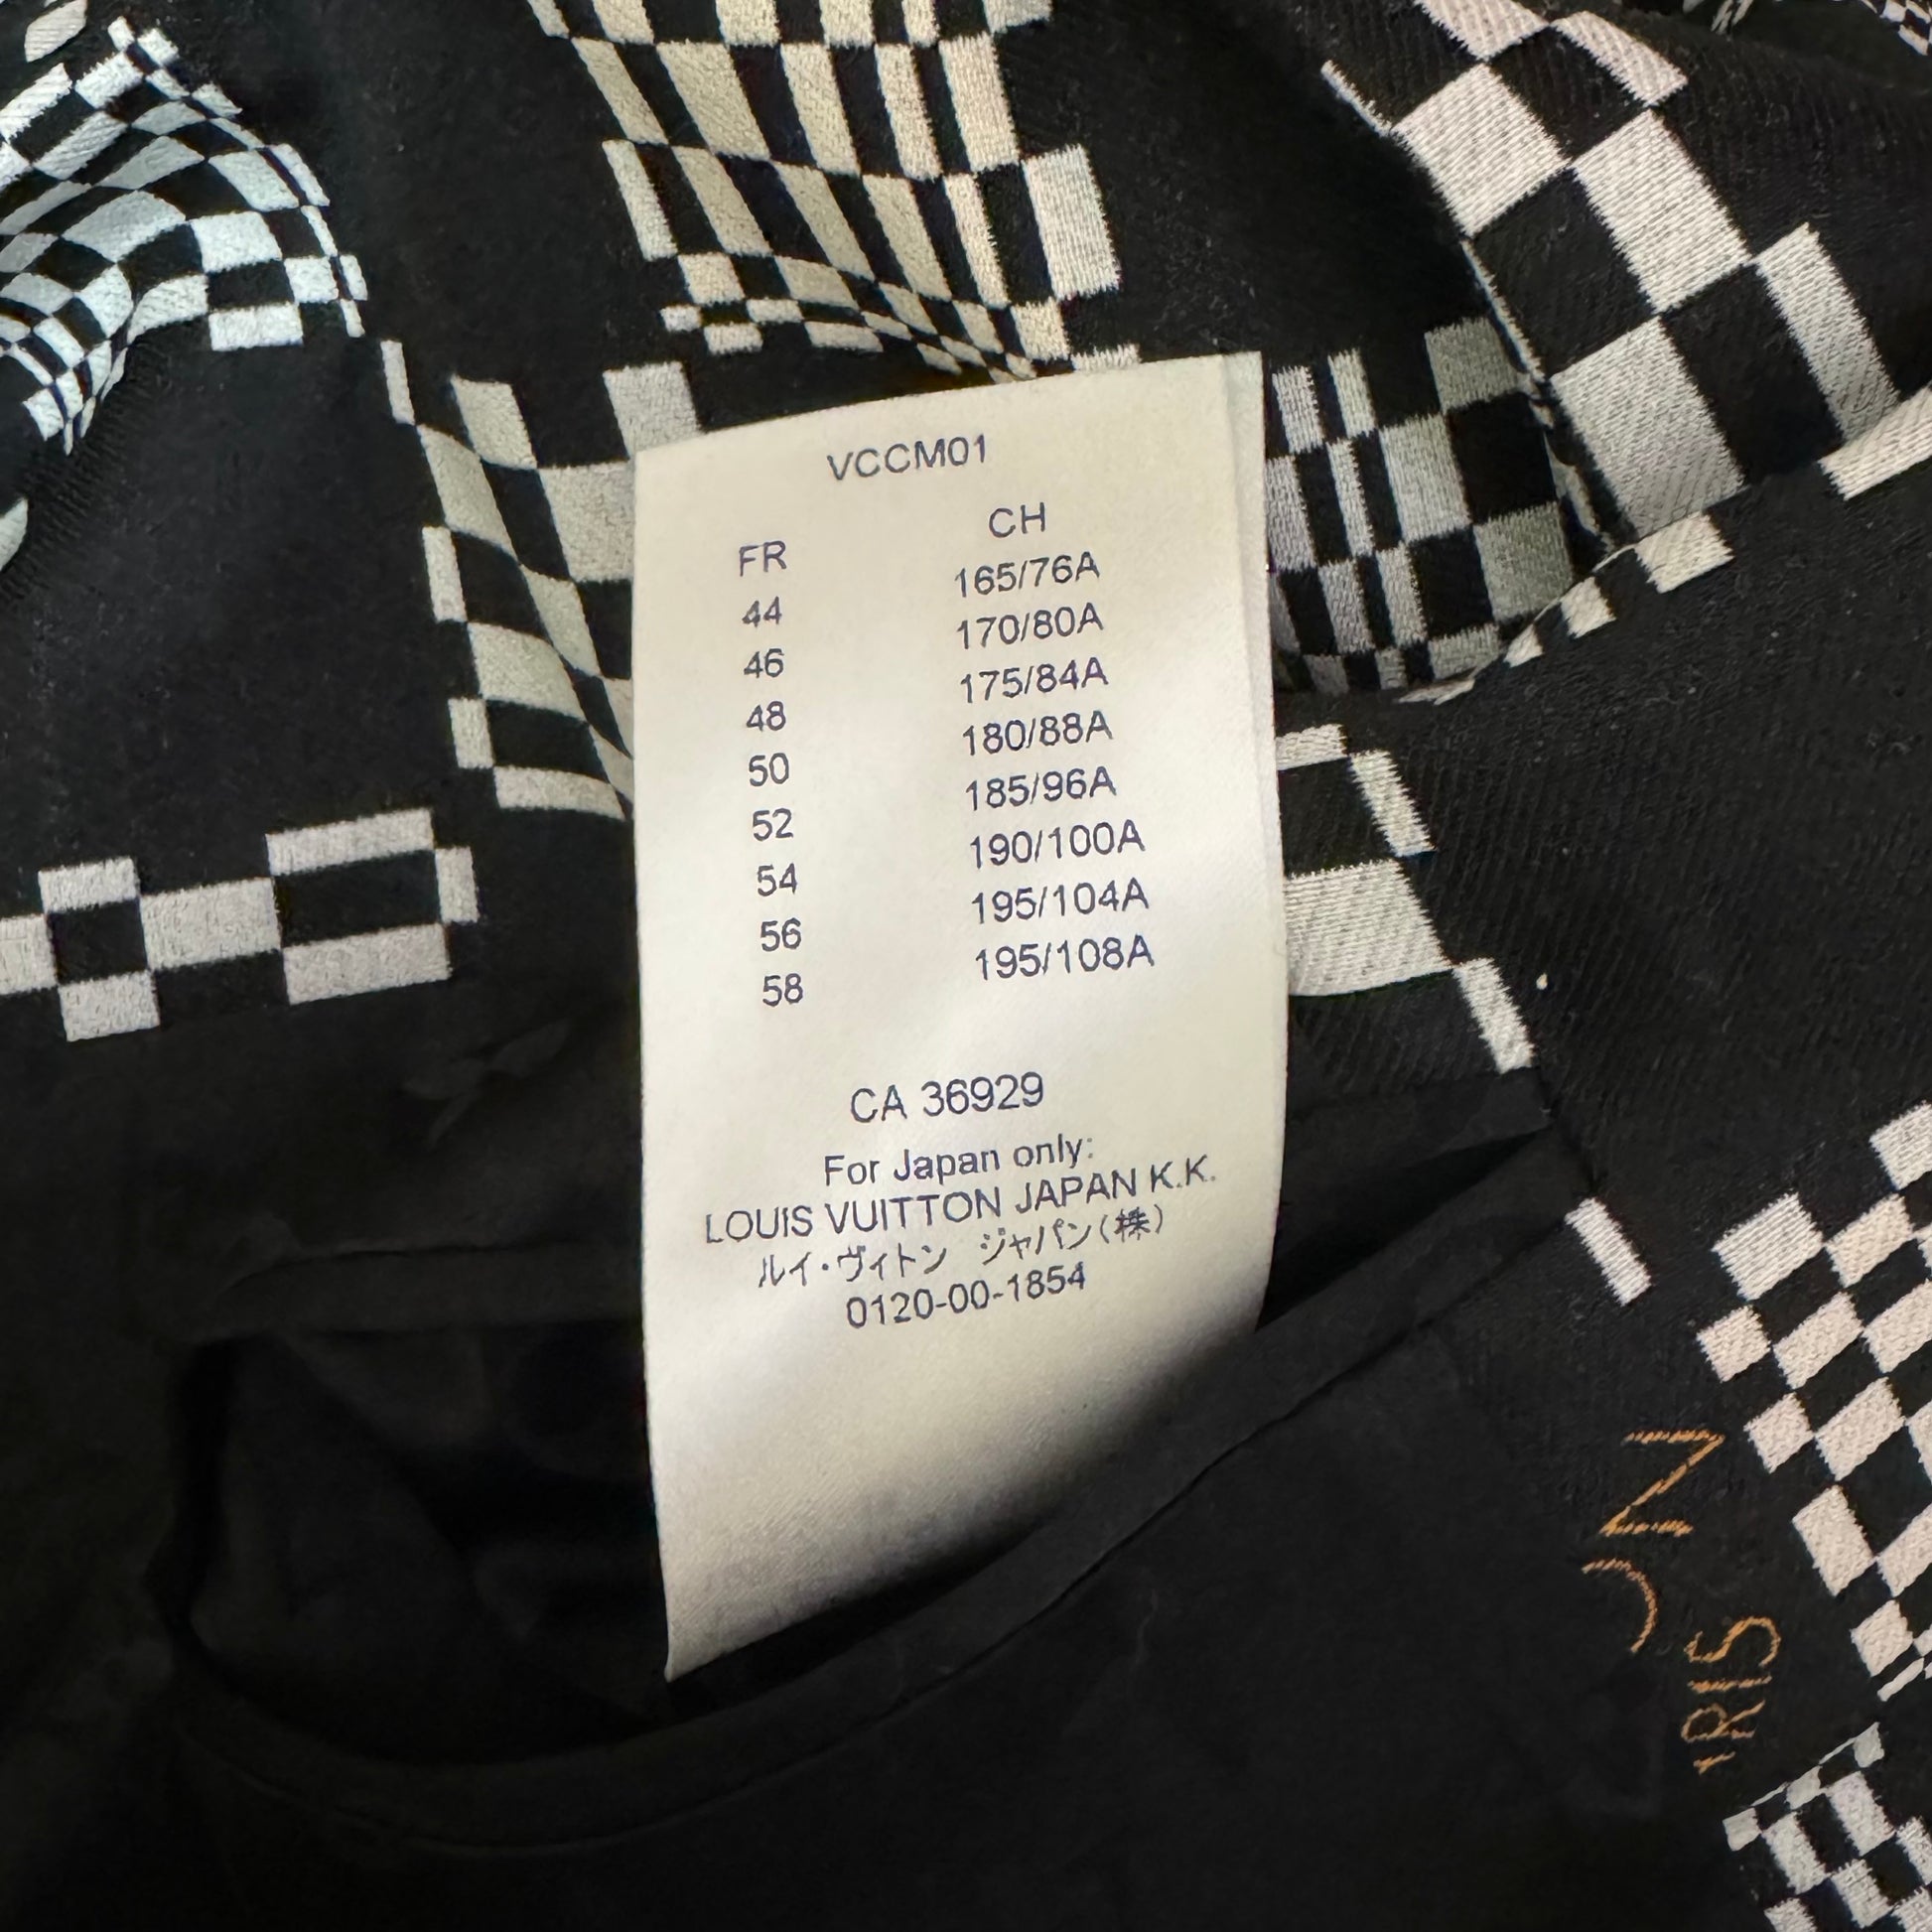 VCCM01
FR CH
44 165/76A
46 170/80A
48 175/84A
50 180/88A
52 185/96A
54 190/100A
56 195/104A
58 195/108A
CA 36929
For Japan only:
LOUIS VUITTON JAPAN K.K.
ルイ・ヴィトン ジャパン(株)
0120-00-1854
ON
RIS